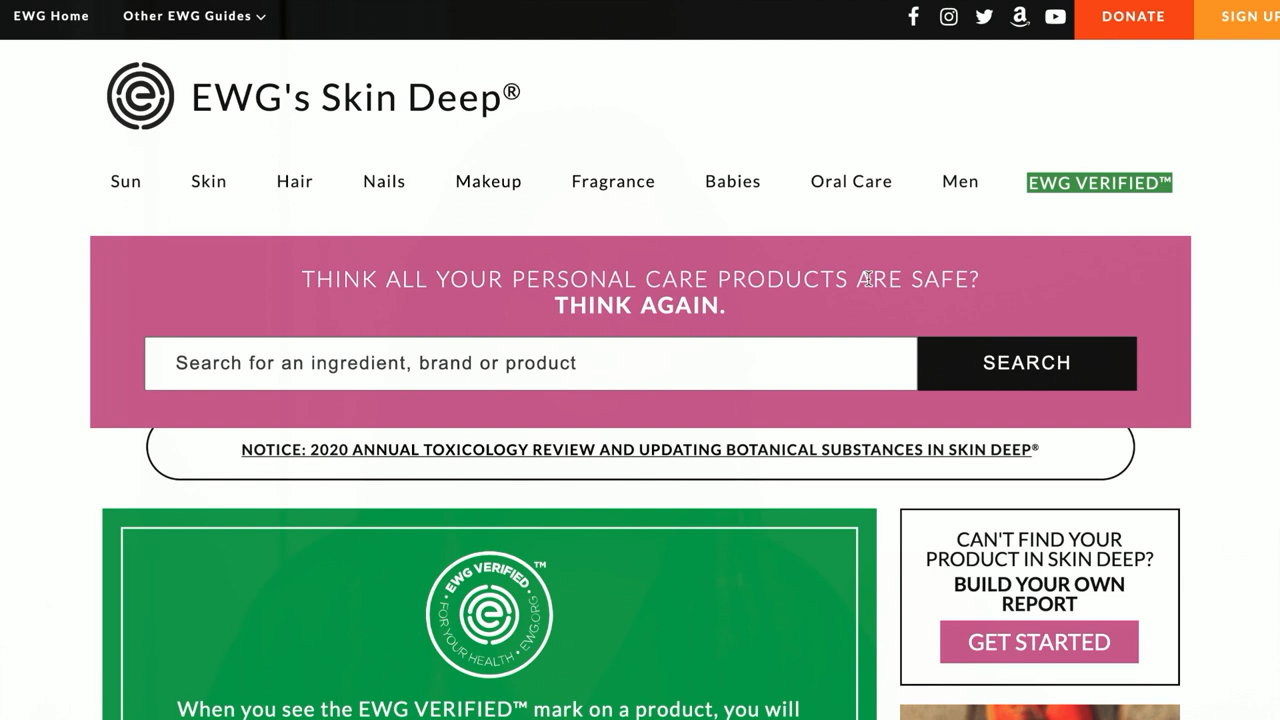 EWG Home
Other EWG Guides
DONATE
SIGN UP
EWG's Skin Deep®
Sun
Skin
Hair
Nails
Makeup
Fragrance
Babies
Oral Care
Men
EWG VERIFIED™
THINK ALL YOUR PERSONAL CARE PRODUCTS ARE SAFE?
THINK AGAIN.
Search for an ingredient, brand or product
SEARCH
NOTICE: 2020 ANNUAL TOXICOLOGY REVIEW AND UPDATING BOTANICAL SUBSTANCES IN SKIN DEEP®
EWG VERIFIED™
FOR YOUR HEALTH • EWG.ORG
When you see the EWG VERIFIED™ mark on a product, you will
CAN'T FIND YOUR
PRODUCT IN SKIN DEEP?
BUILD YOUR OWN
REPORT
GET STARTED